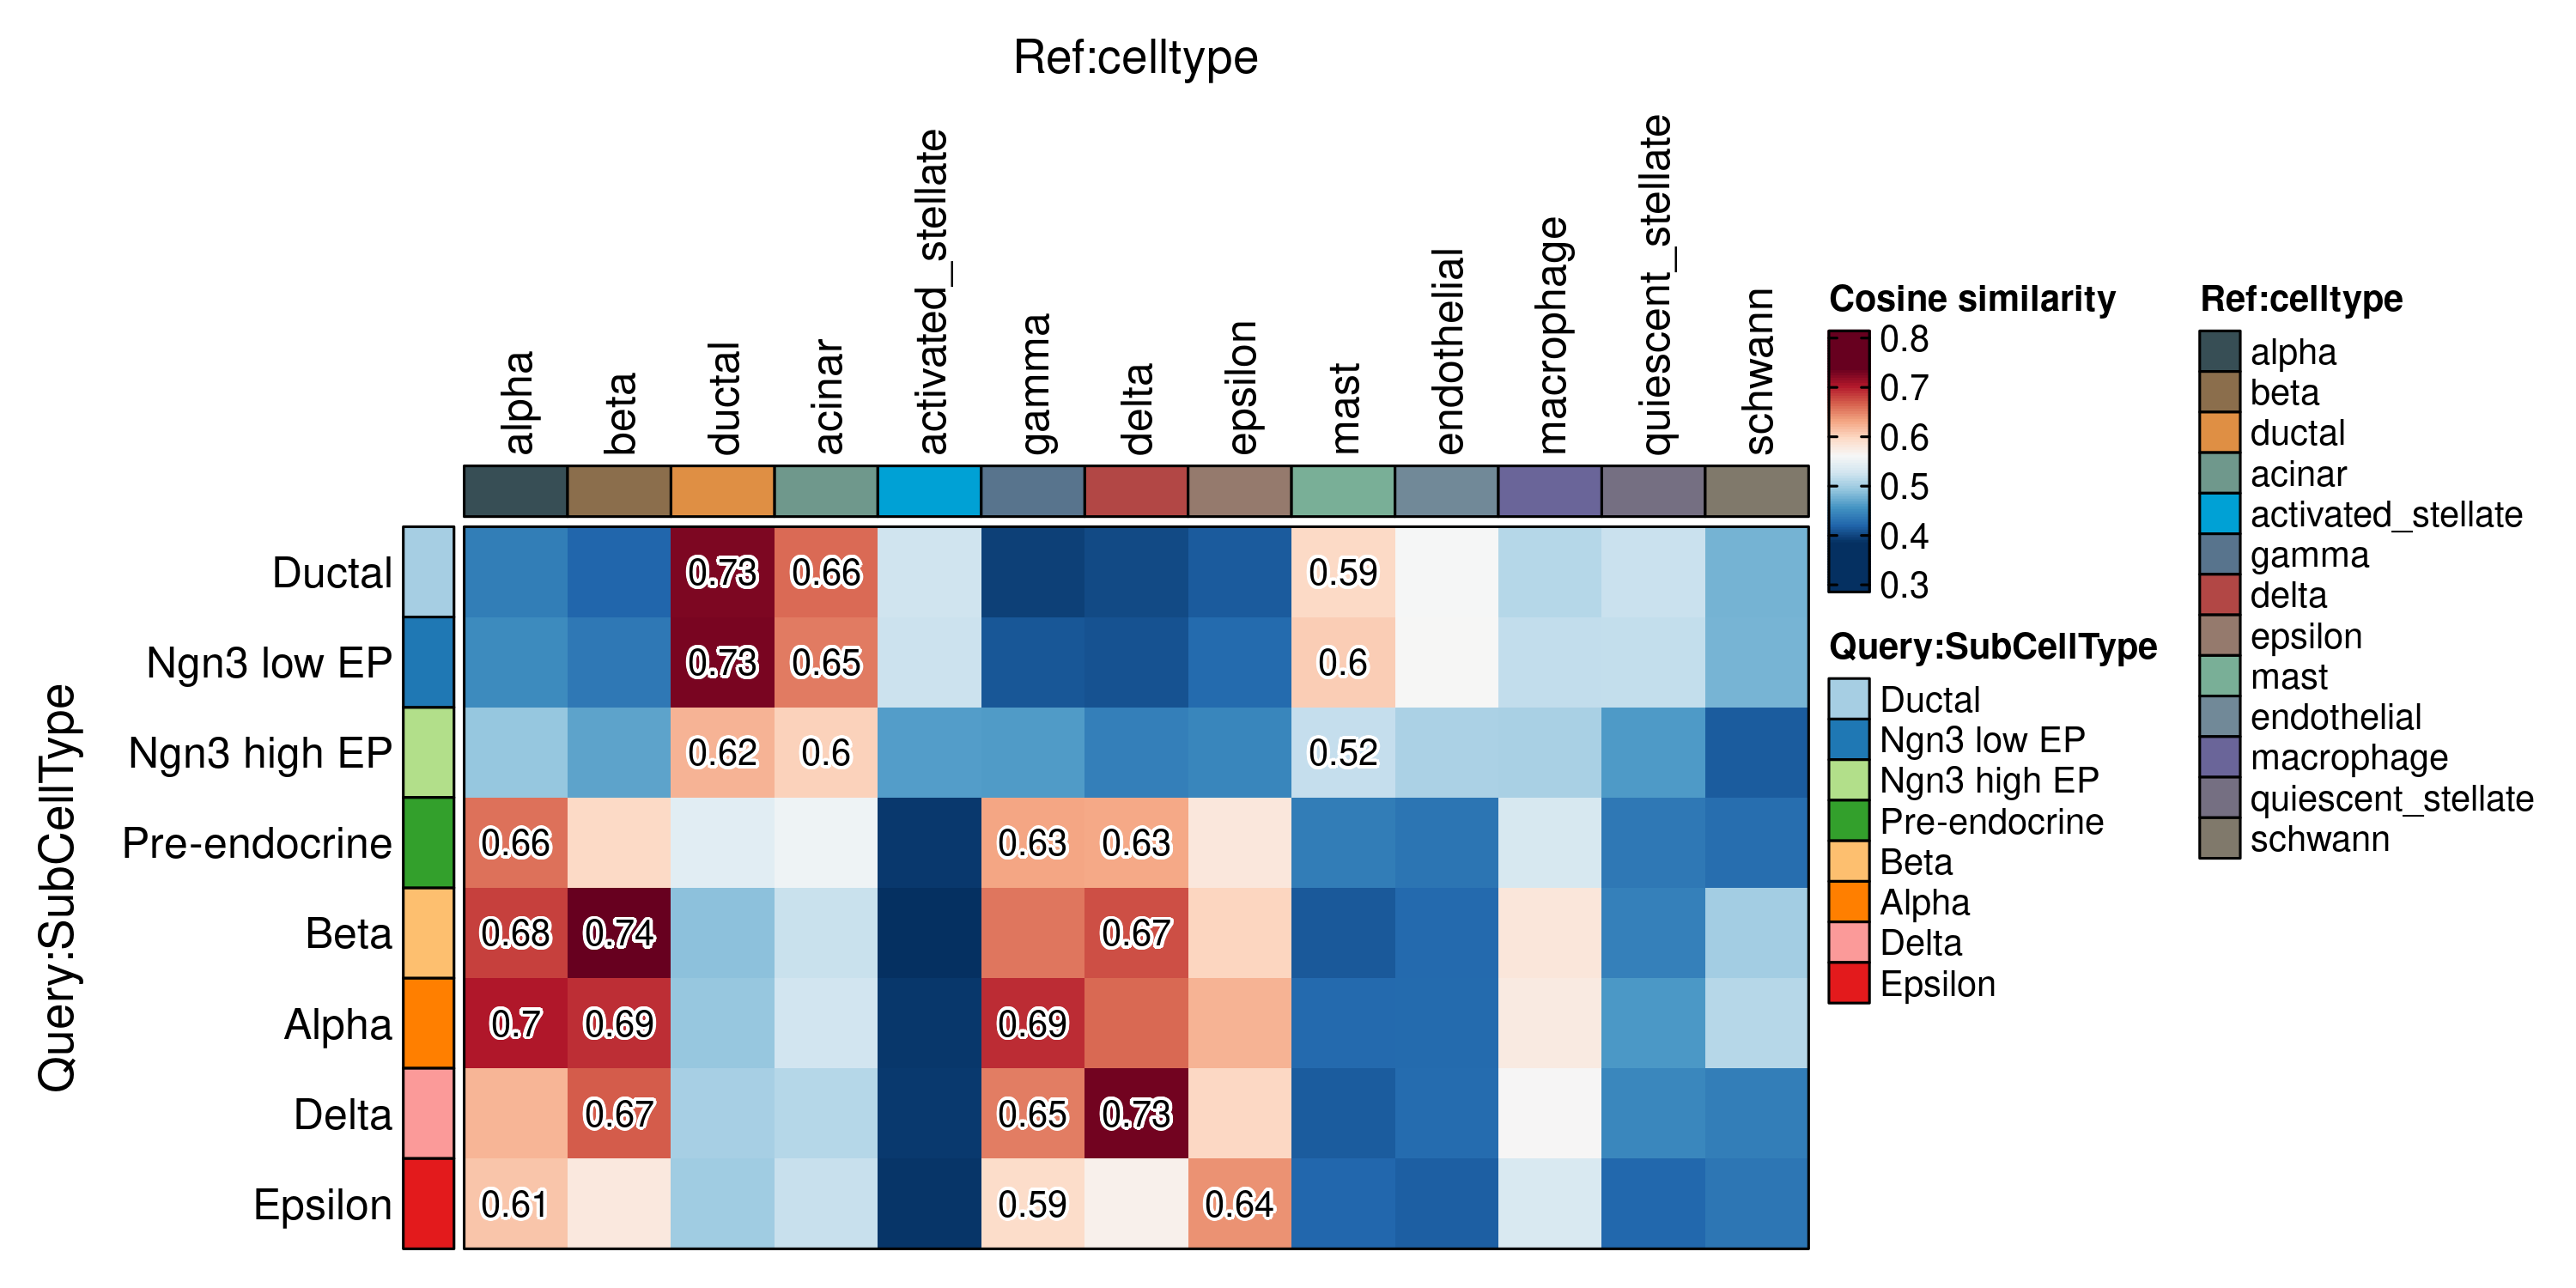 Ref:celltype
alpha
beta
ductal
acinar
activated_stellate
gamma
delta
epsilon
mast
endothelial
macrophage
quiescent_stellate
schwann
Query:SubCellType
Ductal 0.73 0.66 0.59
Ngn3 low EP 0.73 0.65 0.6
Ngn3 high EP 0.62 0.6 0.52
Pre-endocrine 0.66 0.63 0.63
Beta 0.68 0.74 0.67
Alpha 0.7 0.69 0.69
Delta 0.67 0.65 0.73
Epsilon 0.61 0.59 0.64
Cosine similarity
0.8
0.7
0.6
0.5
0.4
0.3
Query:SubCellType
Ductal
Ngn3 low EP
Ngn3 high EP
Pre-endocrine
Beta
Alpha
Delta
Epsilon
Ref:celltype
alpha
beta
ductal
acinar
activated_stellate
gamma
delta
epsilon
mast
endothelial
macrophage
quiescent_stellate
schwann